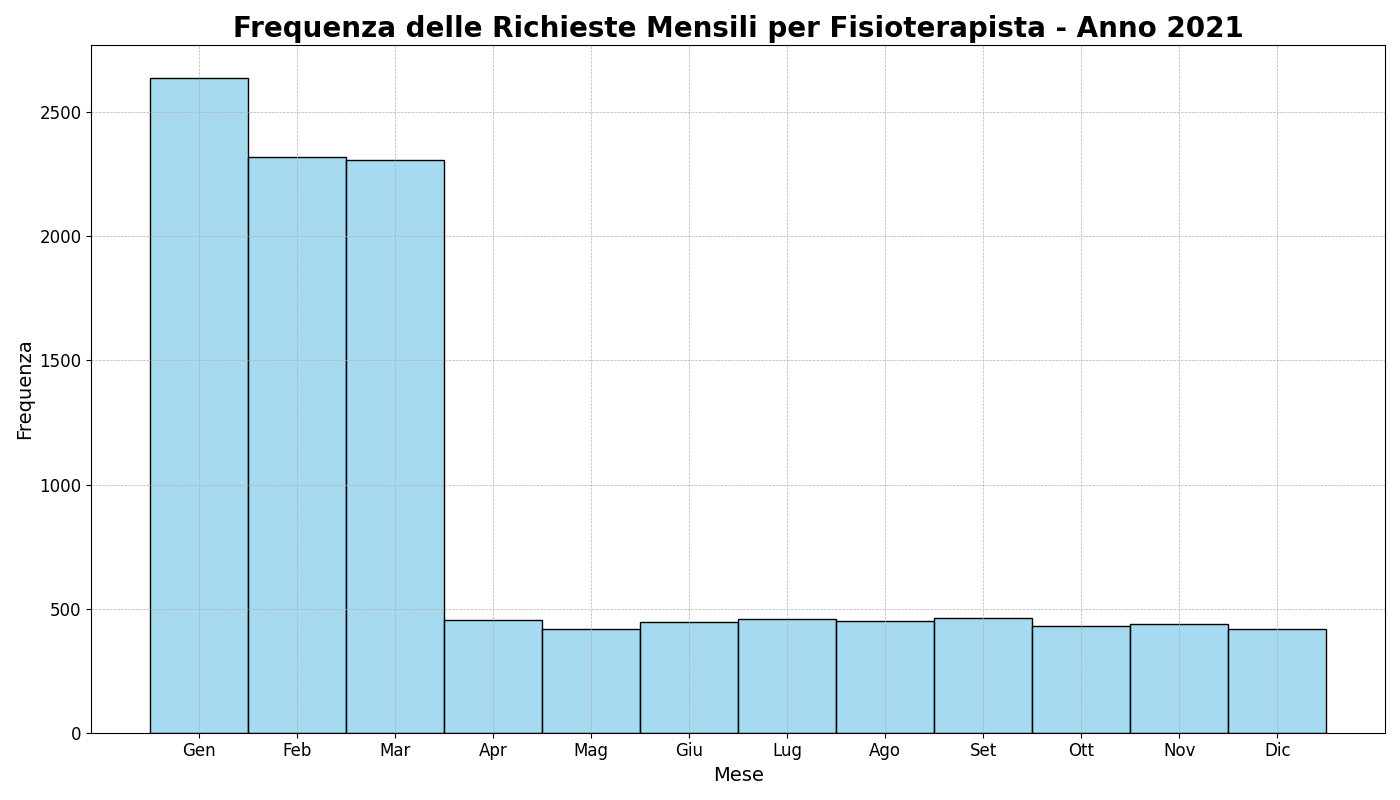 Frequenza delle Richieste Mensili per Fisioterapista - Anno 2021
Frequenza
2500
2000
1500
1000
500
0
Gen Feb Mar Apr Mag Giu Lug Ago Set Ott Nov Dic
Mese